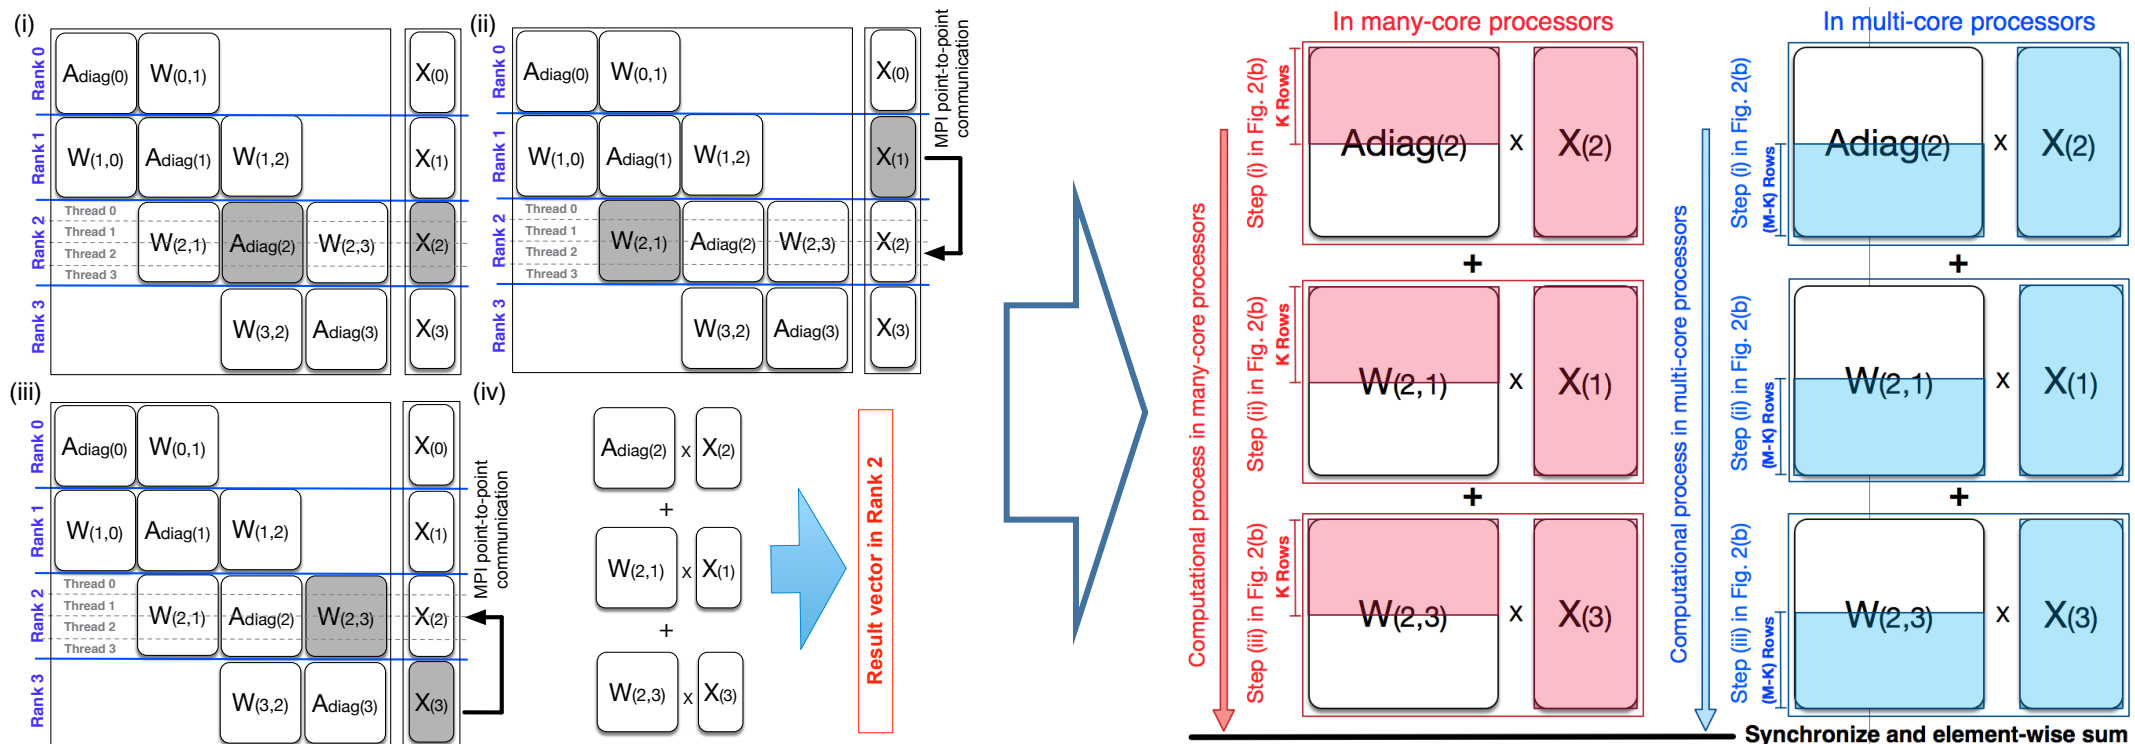 (i)
Rank 0
Adiag(0) W(0,1) X(0)
Rank 1
W(1,0) Adiag(1) W(1,2) X(1)
Rank 2
Thread 0
Thread 1
Thread 2
Thread 3
W(2,1) Adiag(2) W(2,3) X(2)
Rank 3
W(3,2) Adiag(3) X(3)
(ii)
Rank 0
Adiag(0) W(0,1) X(0)
Rank 1
W(1,0) Adiag(1) W(1,2) X(1)
Rank 2
Thread 0
Thread 1
Thread 2
Thread 3
W(2,1) Adiag(2) W(2,3) X(2)
Rank 3
W(3,2) Adiag(3) X(3)
MPI point-to-point
communication
(iii)
Rank 0
Adiag(0) W(0,1) X(0)
Rank 1
W(1,0) Adiag(1) W(1,2) X(1)
Rank 2
Thread 0
Thread 1
Thread 2
Thread 3
W(2,1) Adiag(2) W(2,3) X(2)
Rank 3
W(3,2) Adiag(3) X(3)
MPI point-to-point
communication
(iv)
Adiag(2) x X(2)
+
W(2,1) x X(1)
+
W(2,3) x X(3)
Result vector in Rank 2
In many-core processors
Computational process in many-core processors
Step (i) in Fig. 2(b)
K Rows
Adiag(2) x X(2)
+
Step (ii) in Fig. 2(b)
K Rows
W(2,1) x X(1)
+
Step (iii) in Fig. 2(b)
K Rows
W(2,3) x X(3)
In multi-core processors
Computational process in multi-core processors
Step (i) in Fig. 2(b)
(M-K) Rows
Adiag(2) x X(2)
+
Step (ii) in Fig. 2(b)
(M-K) Rows
W(2,1) x X(1)
+
Step (iii) in Fig. 2(b)
(M-K) Rows
W(2,3) x X(3)
Synchronize and element-wise sum